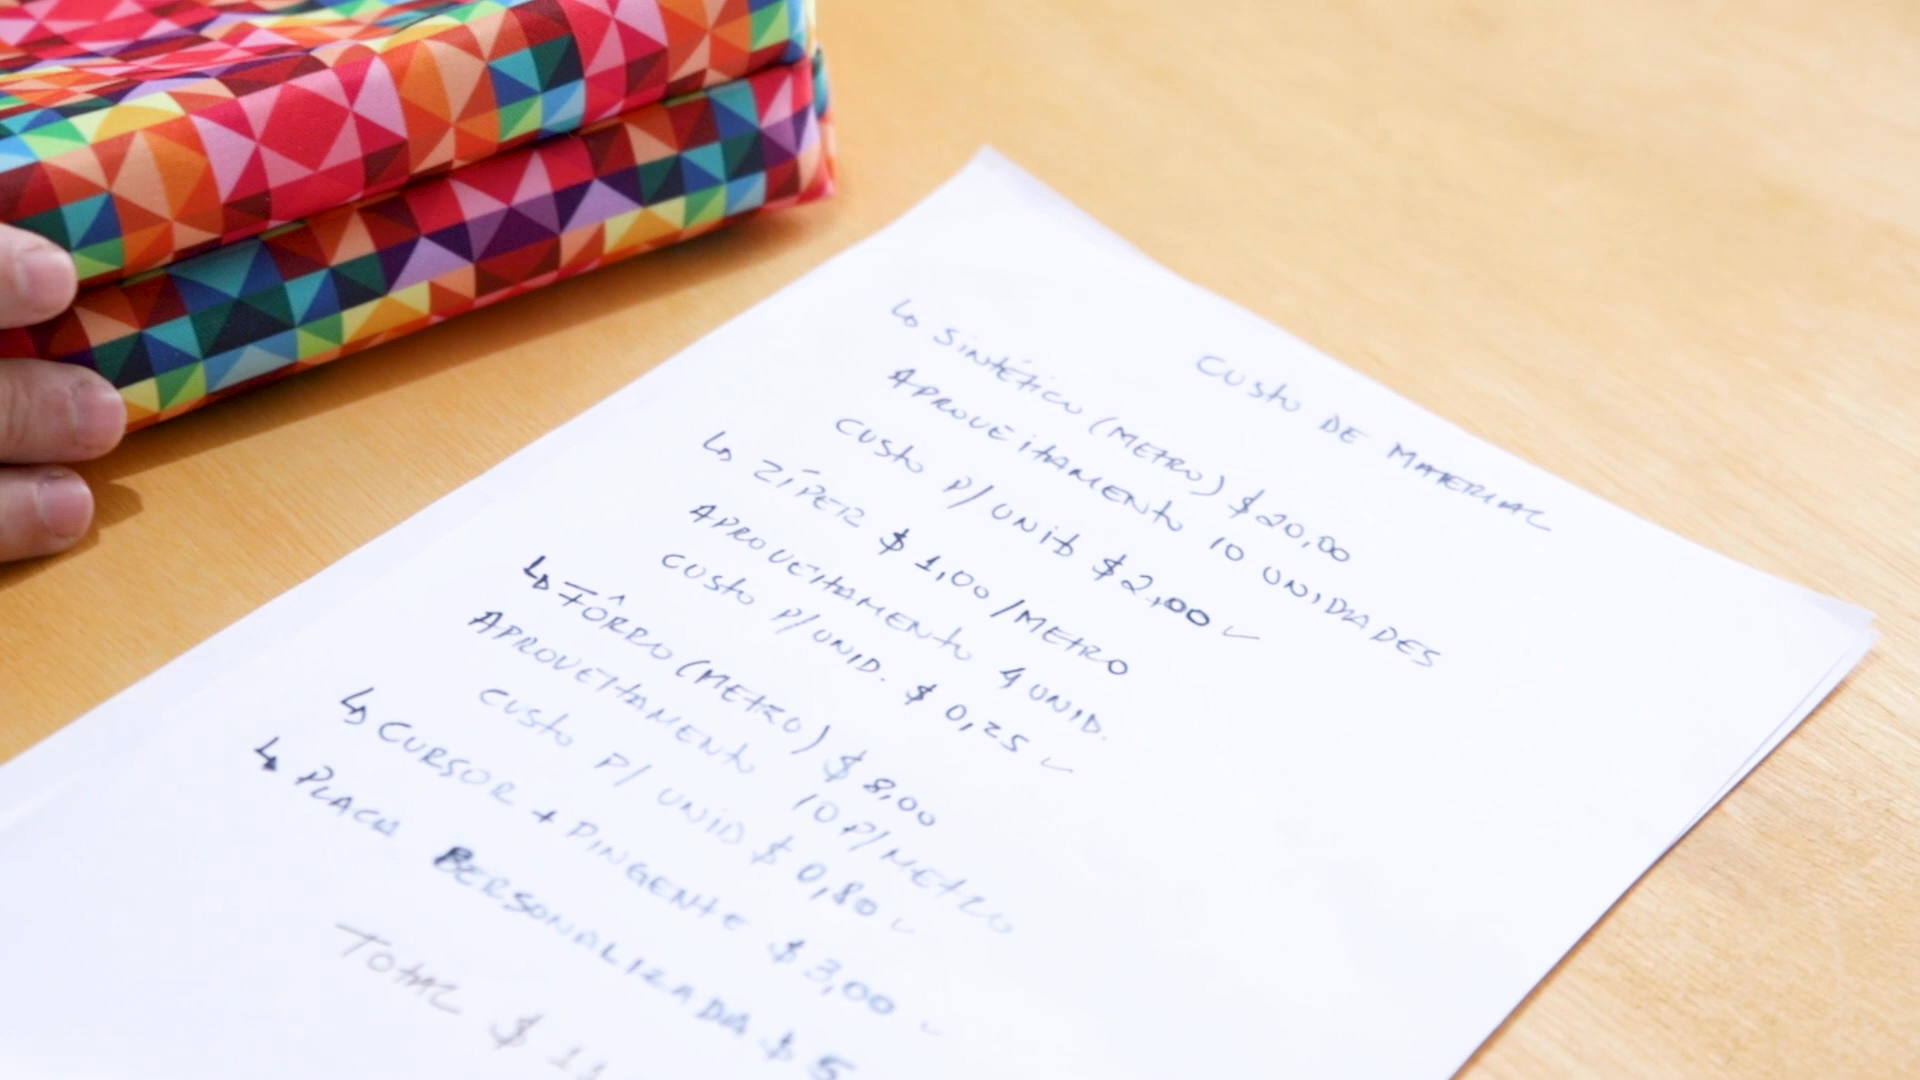 Custo DE MATERIAL
↳ Sintético (METRO) $20,00
APROVEitAMENto 10 UNIDADES
Custo P/ UNid $2,00 ✓
↳ ZÍPER $ 1,00/METRO
APROVEitAMENto 4 UNID.
Custo P/UNID. $ 0,25 ✓
↳ FÔRRO (METRO) $ 8,00
APROVEitAMENto 10 P/METRO
Custo P/ UNID $ 0,80 ✓
↳ CURSOR + PINGENtE $ 3,00 ✓
↳ PLACA PERSONALIZADA $ 5
TOtAL $ 11